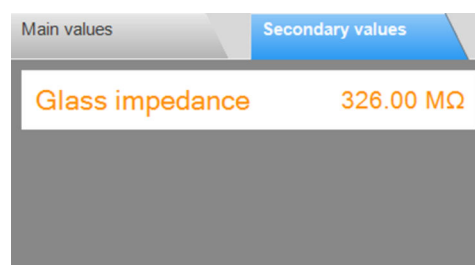 Main values
Secondary values
Glass impedance 326.00 MΩ